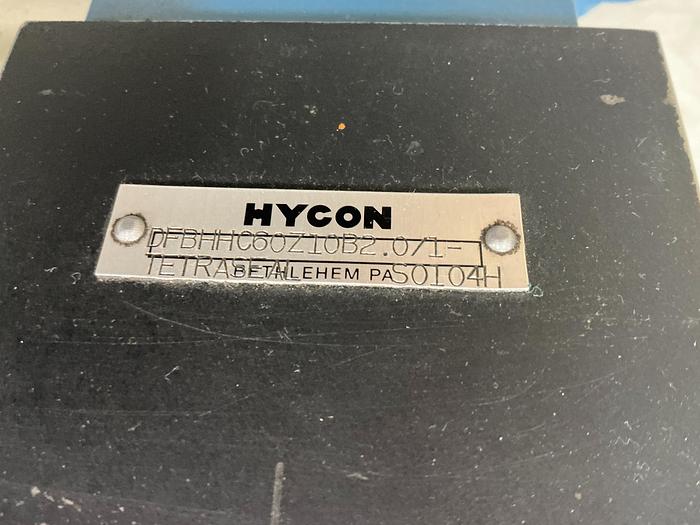 HYCON
DFBHHC60Z10B2.0/1-
TETRASEAL S0104H
BETHLEHEM PA